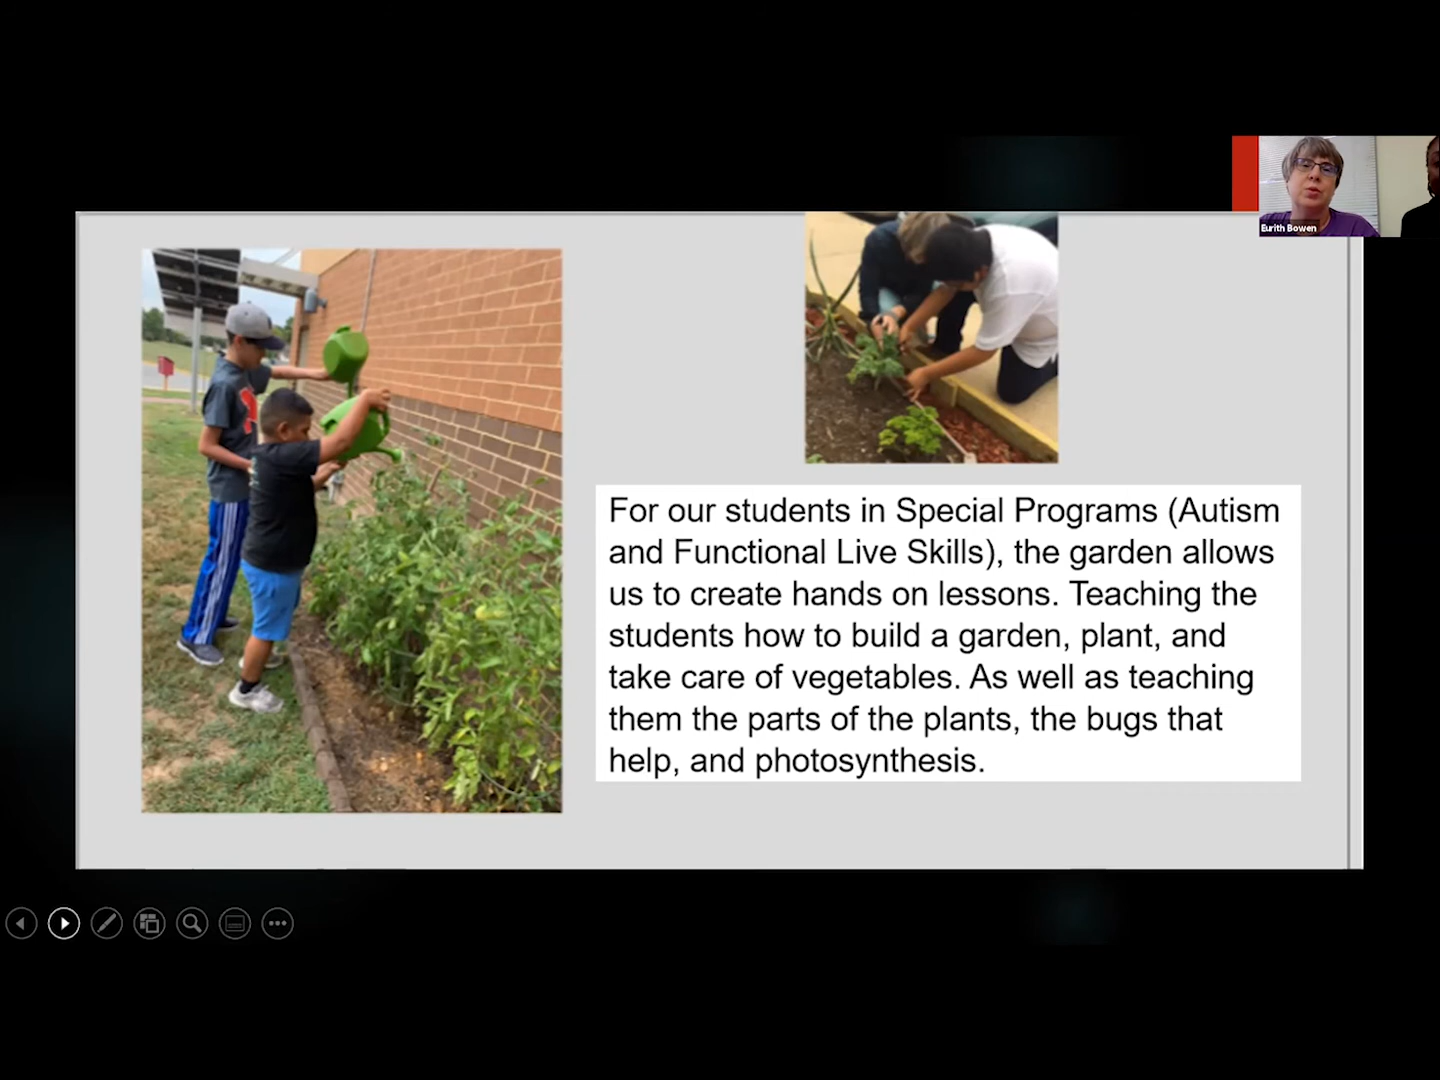 Eurith Bowen
For our students in Special Programs (Autism
and Functional Live Skills), the garden allows
us to create hands on lessons. Teaching the
students how to build a garden, plant, and
take care of vegetables. As well as teaching
them the parts of the plants, the bugs that
help, and photosynthesis.